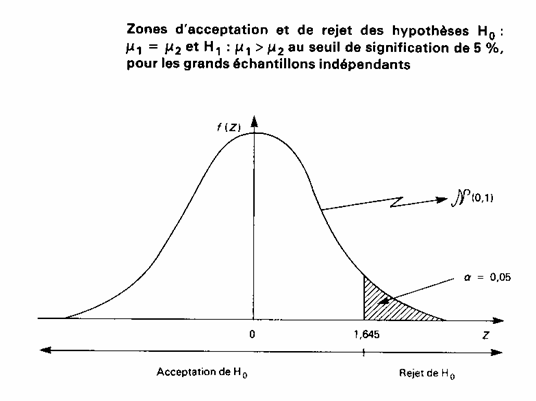 Zones d'acceptation et de rejet des hypothèses H₀ :
μ₁ = μ₂ et H₁ : μ₁ > μ₂ au seuil de signification de 5 %,
pour les grands échantillons indépendants
f(Z)
𝒩(0,1)
α = 0,05
0
1,645
Z
Acceptation de H₀
Rejet de H₀